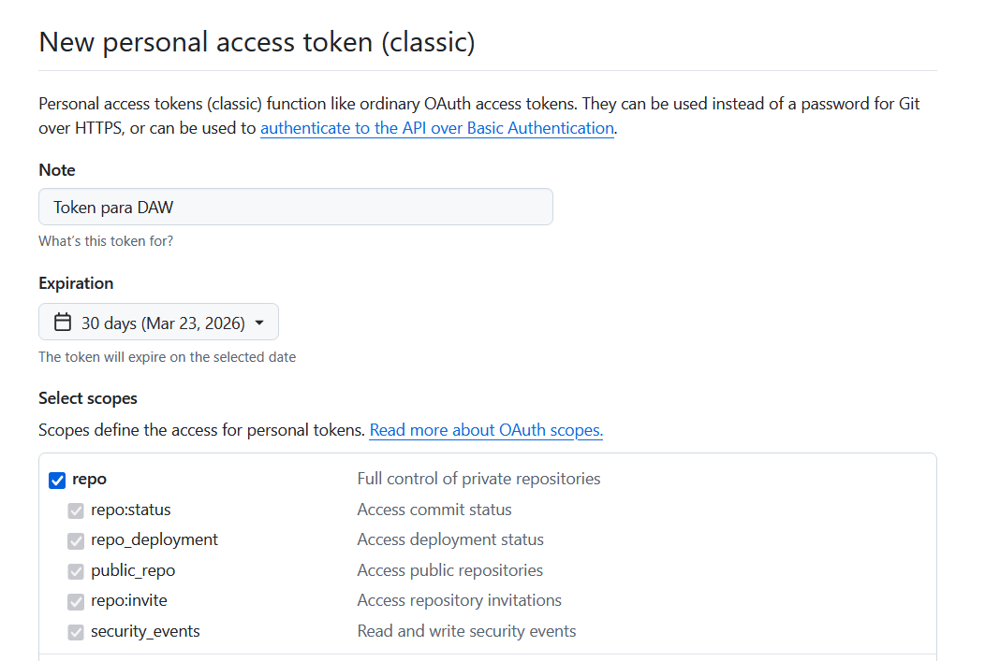 New personal access token (classic)
Personal access tokens (classic) function like ordinary OAuth access tokens. They can be used instead of a password for Git
over HTTPS, or can be used to authenticate to the API over Basic Authentication.
Note
Token para DAW
What's this token for?
Expiration
30 days (Mar 23, 2026)
The token will expire on the selected date
Select scopes
Scopes define the access for personal tokens. Read more about OAuth scopes.
repo Full control of private repositories
repo:status Access commit status
repo_deployment Access deployment status
public_repo Access public repositories
repo:invite Access repository invitations
security_events Read and write security events